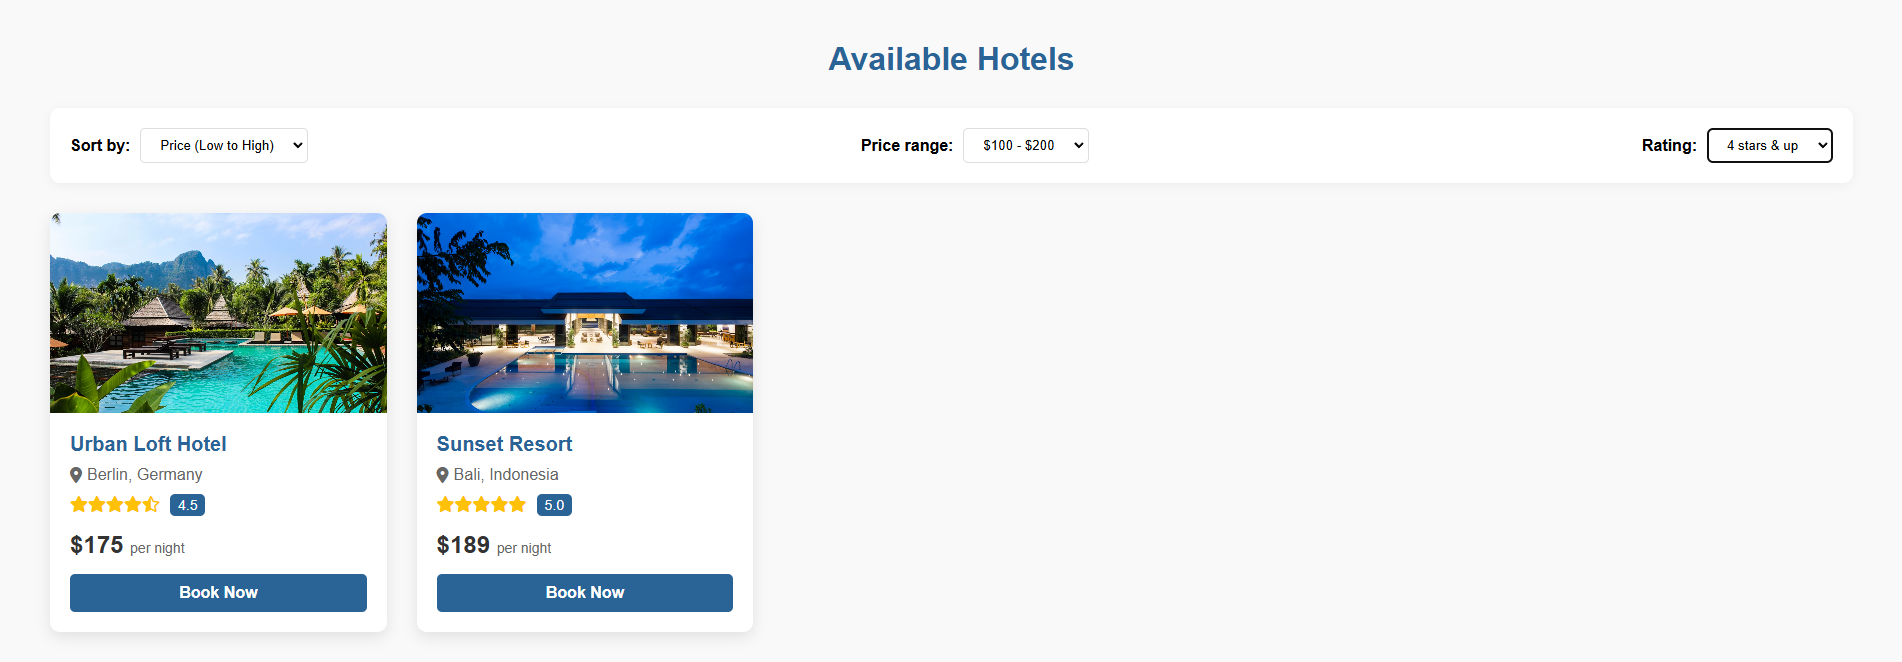 Available Hotels
Sort by: Price (Low to High) Price range: $100 - $200 Rating: 4 stars & up
Urban Loft Hotel
Berlin, Germany
4.5
$175 per night
Book Now
Sunset Resort
Bali, Indonesia
5.0
$189 per night
Book Now